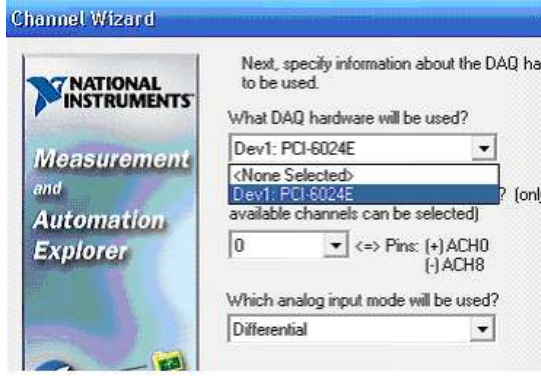 Channel Wizard
NATIONAL
INSTRUMENTS
Measurement
and
Automation
Explorer
Next, specify information about the DAQ ha
to be used.
What DAQ hardware will be used?
Dev1: PCI-6024E
<None Selected>
Dev1: PCI-6024E
? (onl
available channels can be selected)
0 <=> Pins: (+) ACH0
(-) ACH8
Which analog input mode will be used?
Differential